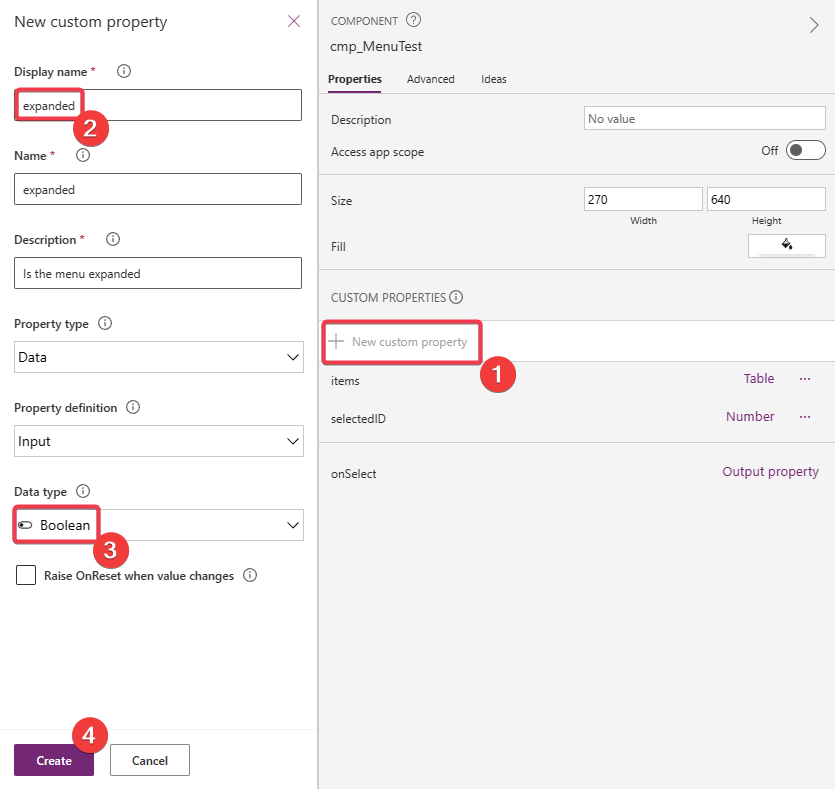 New custom property
Display name *
expanded
2
Name *
expanded
Description *
Is the menu expanded
Property type
Data
Property definition
Input
Data type
Boolean
3
Raise OnReset when value changes
4
Create Cancel
COMPONENT ?
cmp_MenuTest
Properties Advanced Ideas
Description No value
Access app scope Off
Size 270 640
Width Height
Fill
CUSTOM PROPERTIES
New custom property
1
items Table
selectedID Number
onSelect Output property